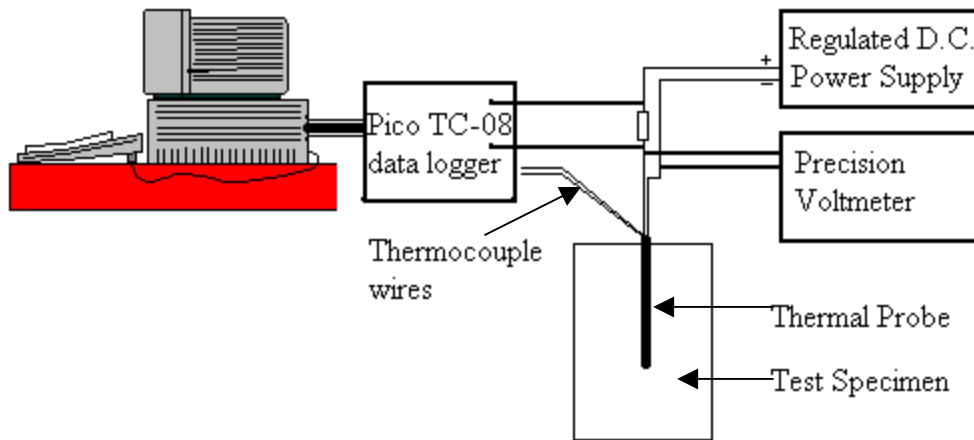 Regulated D.C.
Power Supply
+
−
Pico TC-08
data logger
Precision
Voltmeter
Thermocouple
wires
Thermal Probe
Test Specimen